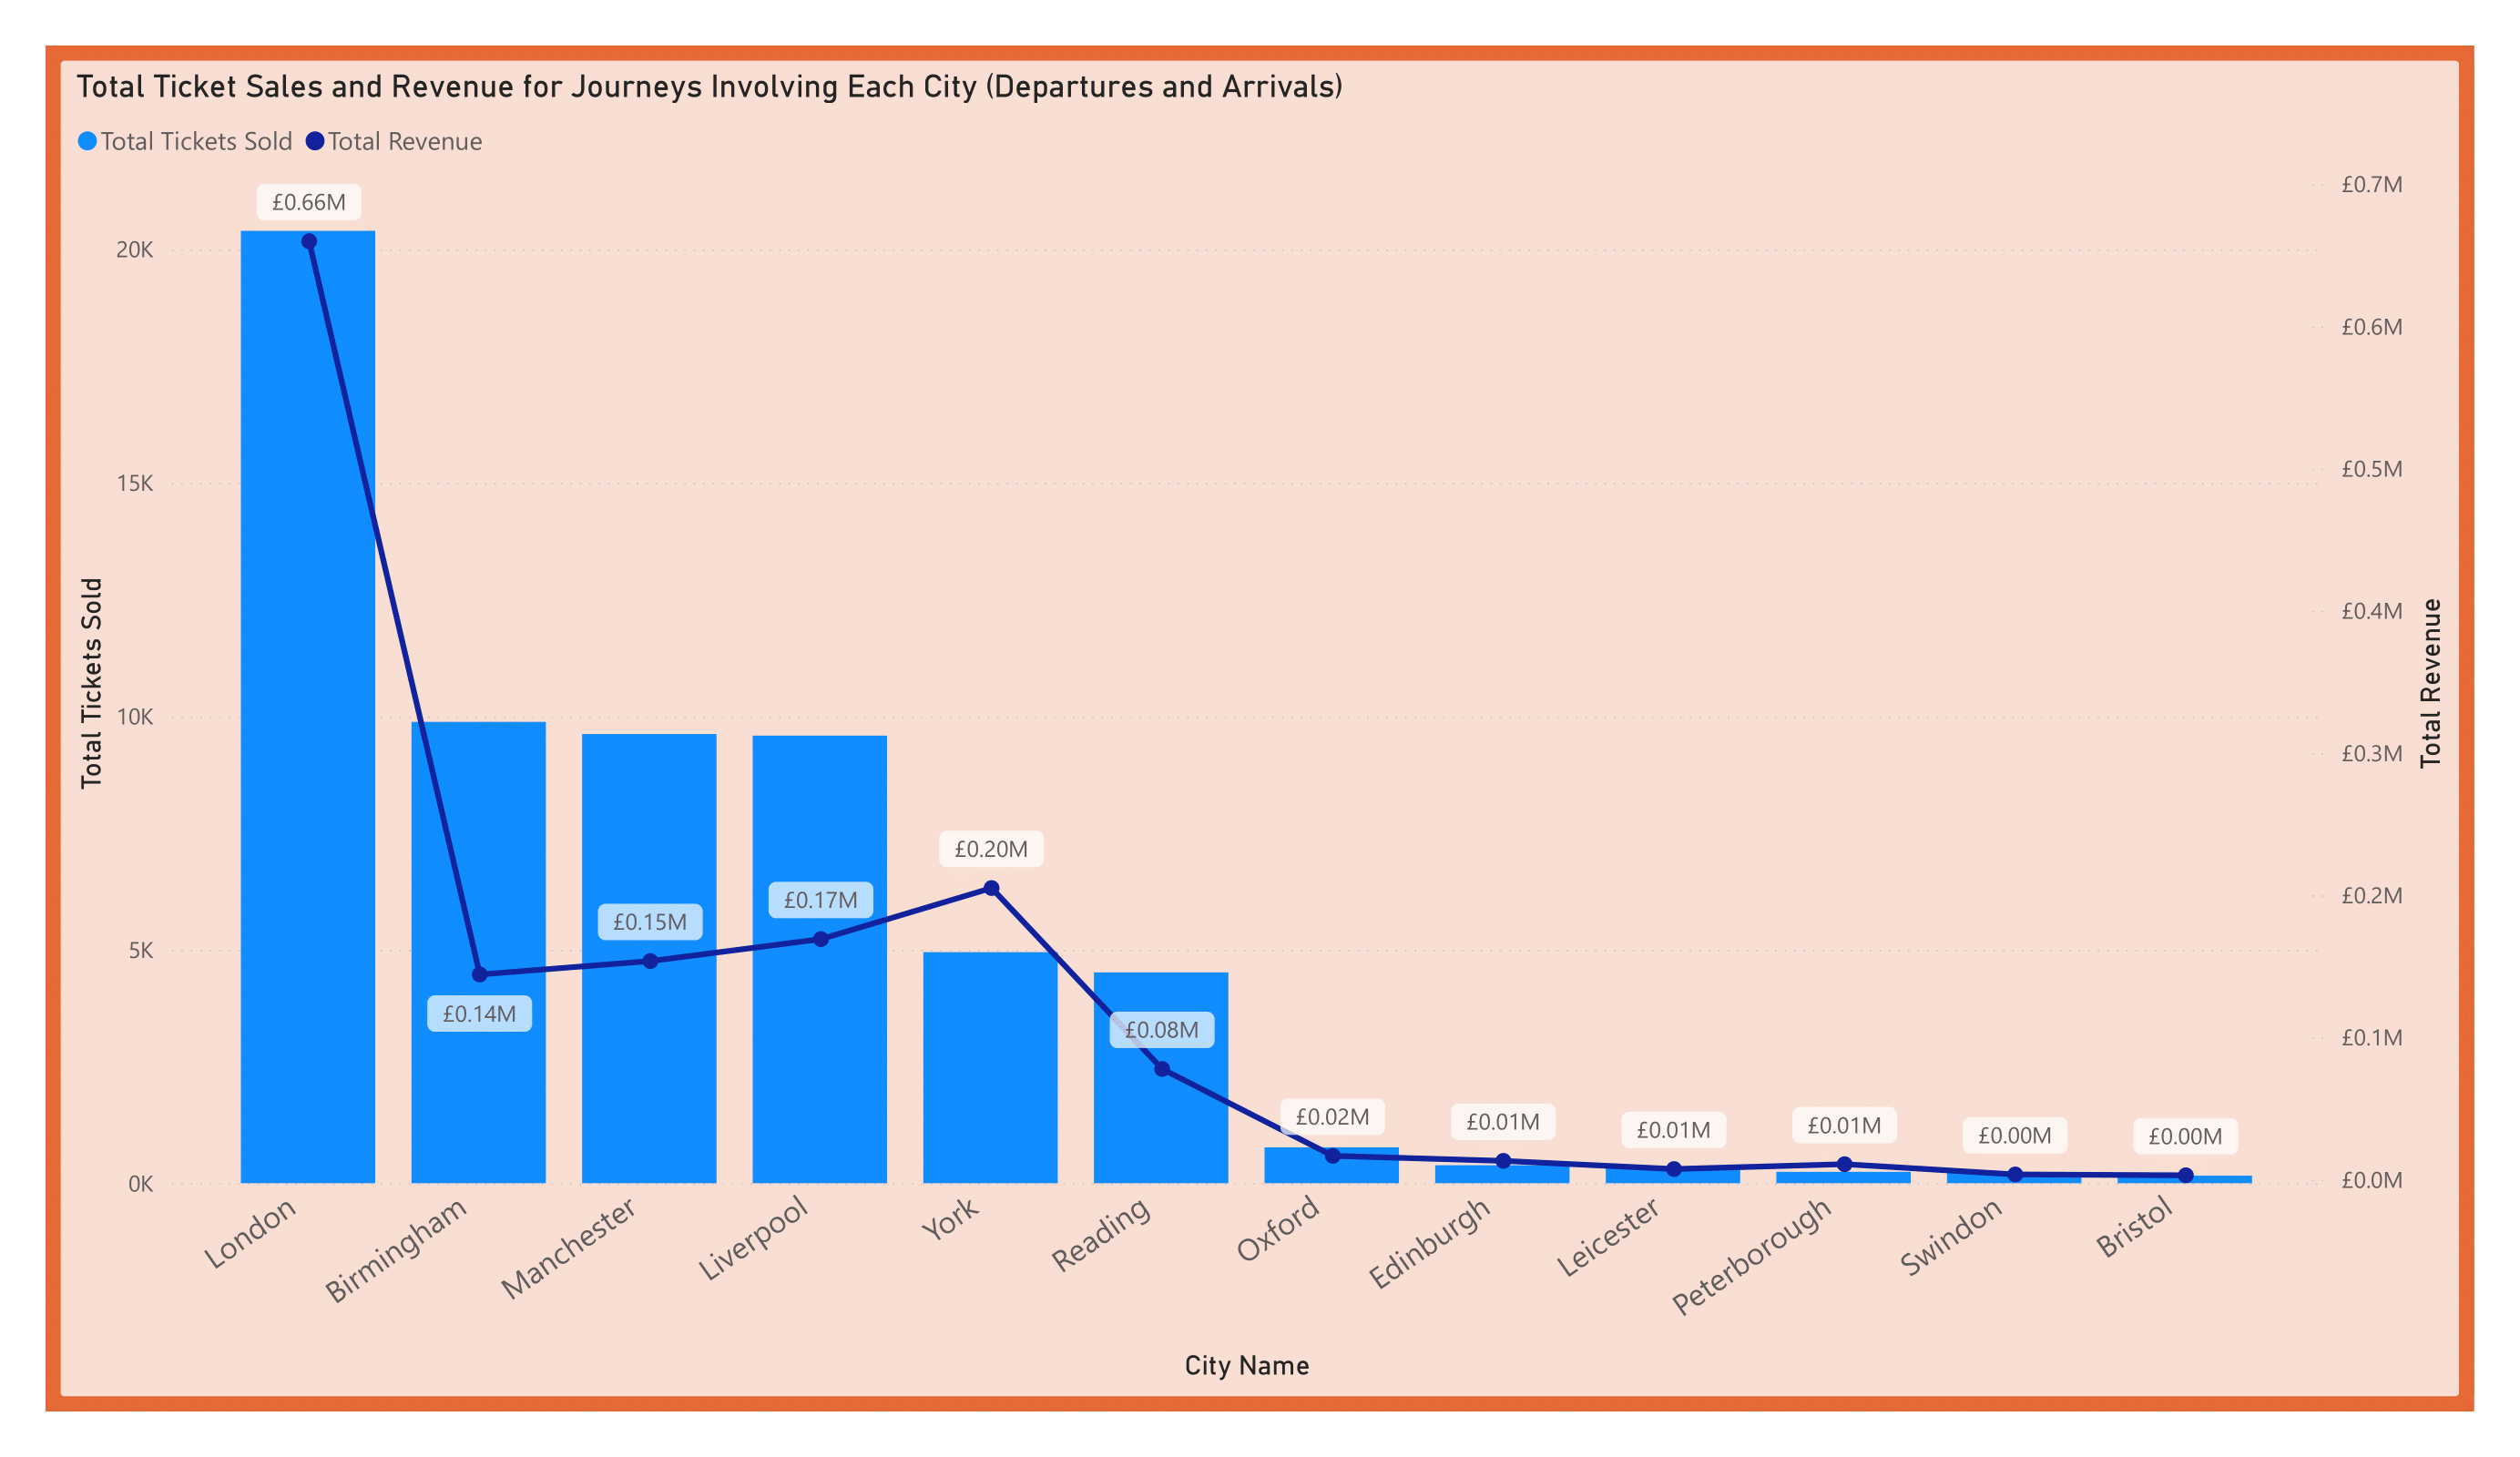 Total Ticket Sales and Revenue for Journeys Involving Each City (Departures and Arrivals)
Total Tickets Sold Total Revenue
Total Tickets Sold
20K
15K
10K
5K
0K
£0.66M
£0.14M
£0.15M
£0.17M
£0.20M
£0.08M
£0.02M
£0.01M
£0.01M
£0.01M
£0.00M
£0.00M
£0.7M
£0.6M
£0.5M
£0.4M
£0.3M
£0.2M
£0.1M
£0.0M
Total Revenue
London
Birmingham
Manchester
Liverpool
York
Reading
Oxford
Edinburgh
Leicester
Peterborough
Swindon
Bristol
City Name